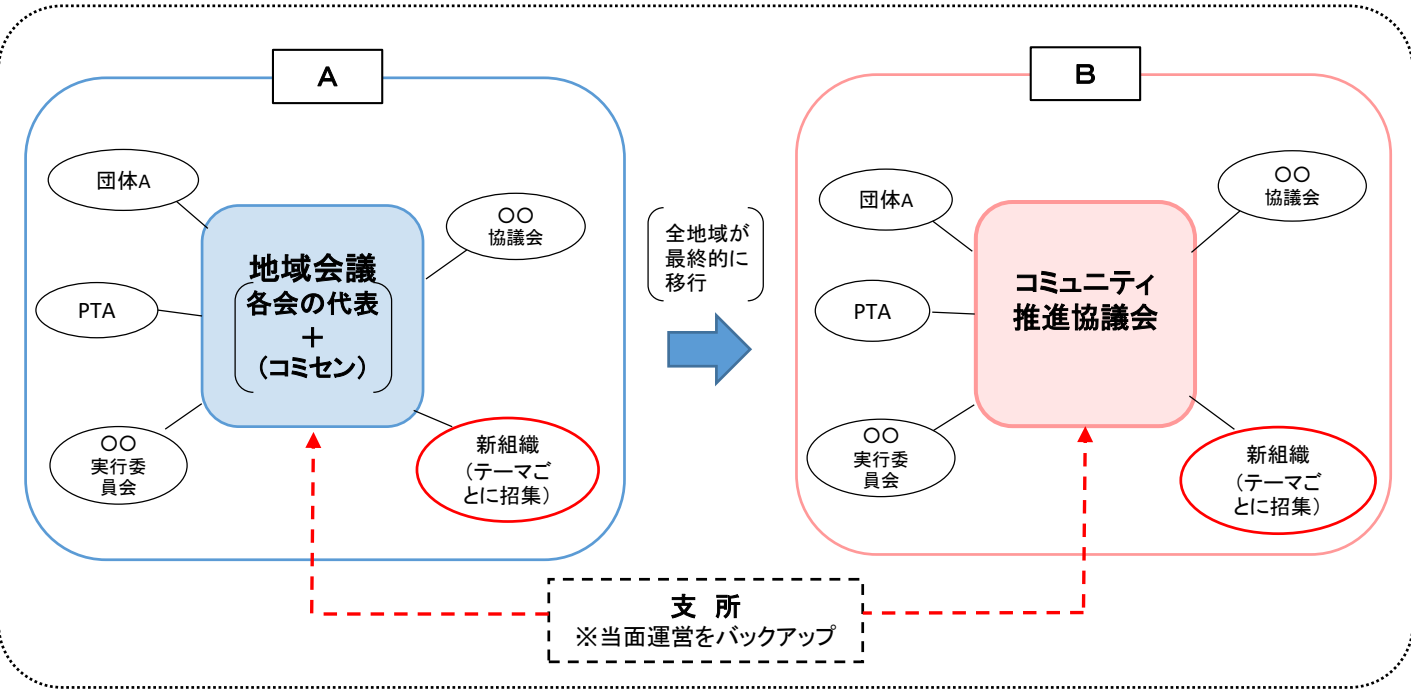 A
団体A
〇〇
協議会
地域会議
各会の代表
＋
（コミセン）
PTA
〇〇
実行委
員会
新組織
（テーマご
とに招集）
全地域が
最終的に
移行
B
団体A
〇〇
協議会
コミュニティ
推進協議会
PTA
〇〇
実行委
員会
新組織
（テーマご
とに招集）
支 所
※当面運営をバックアップ